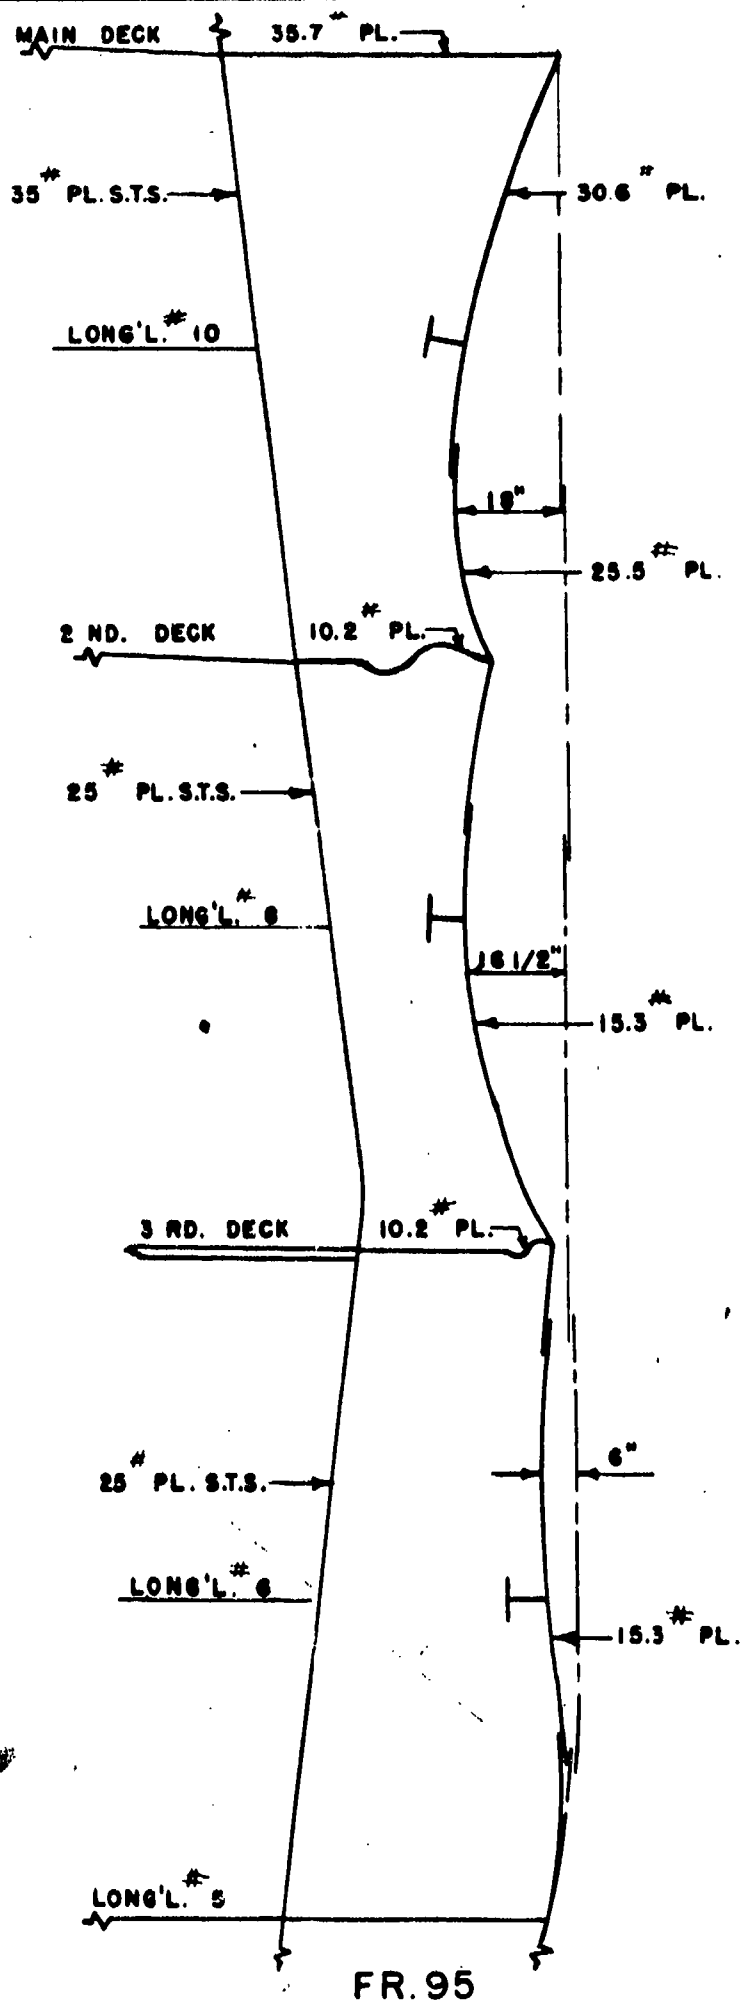 MAIN DECK 35.7# PL.
35# PL. S.T.S. 30.6" PL.
LONG'L.# 10
18"
25.5# PL.
2 ND. DECK 10.2# PL.
25# PL. S.T.S.
LONG'L.# 8
16 1/2"
15.3# PL.
3 RD. DECK 10.2# PL.
6"
25# PL. S.T.S.
LONG'L.# 6
15.3# PL.
LONG'L.# 5
FR. 95